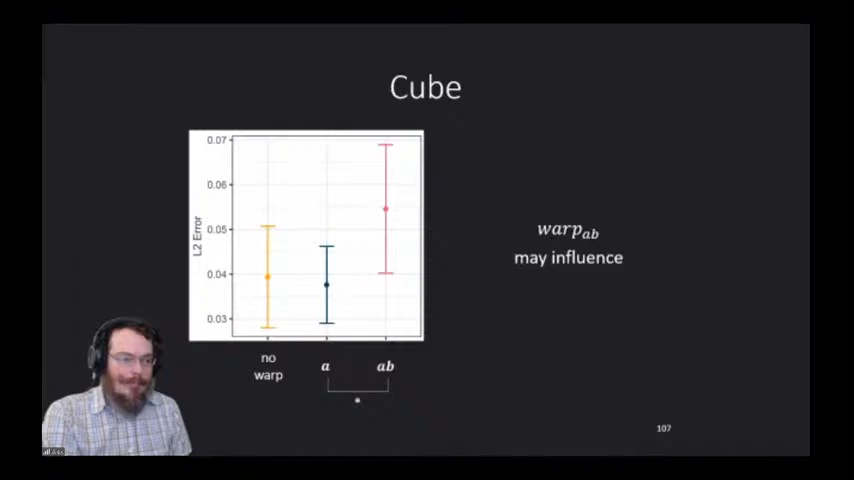 Cube
0.07
0.06
0.05
0.04
0.03
L2 Error
no
warp
a
ab
*
warp_ab
may influence
107